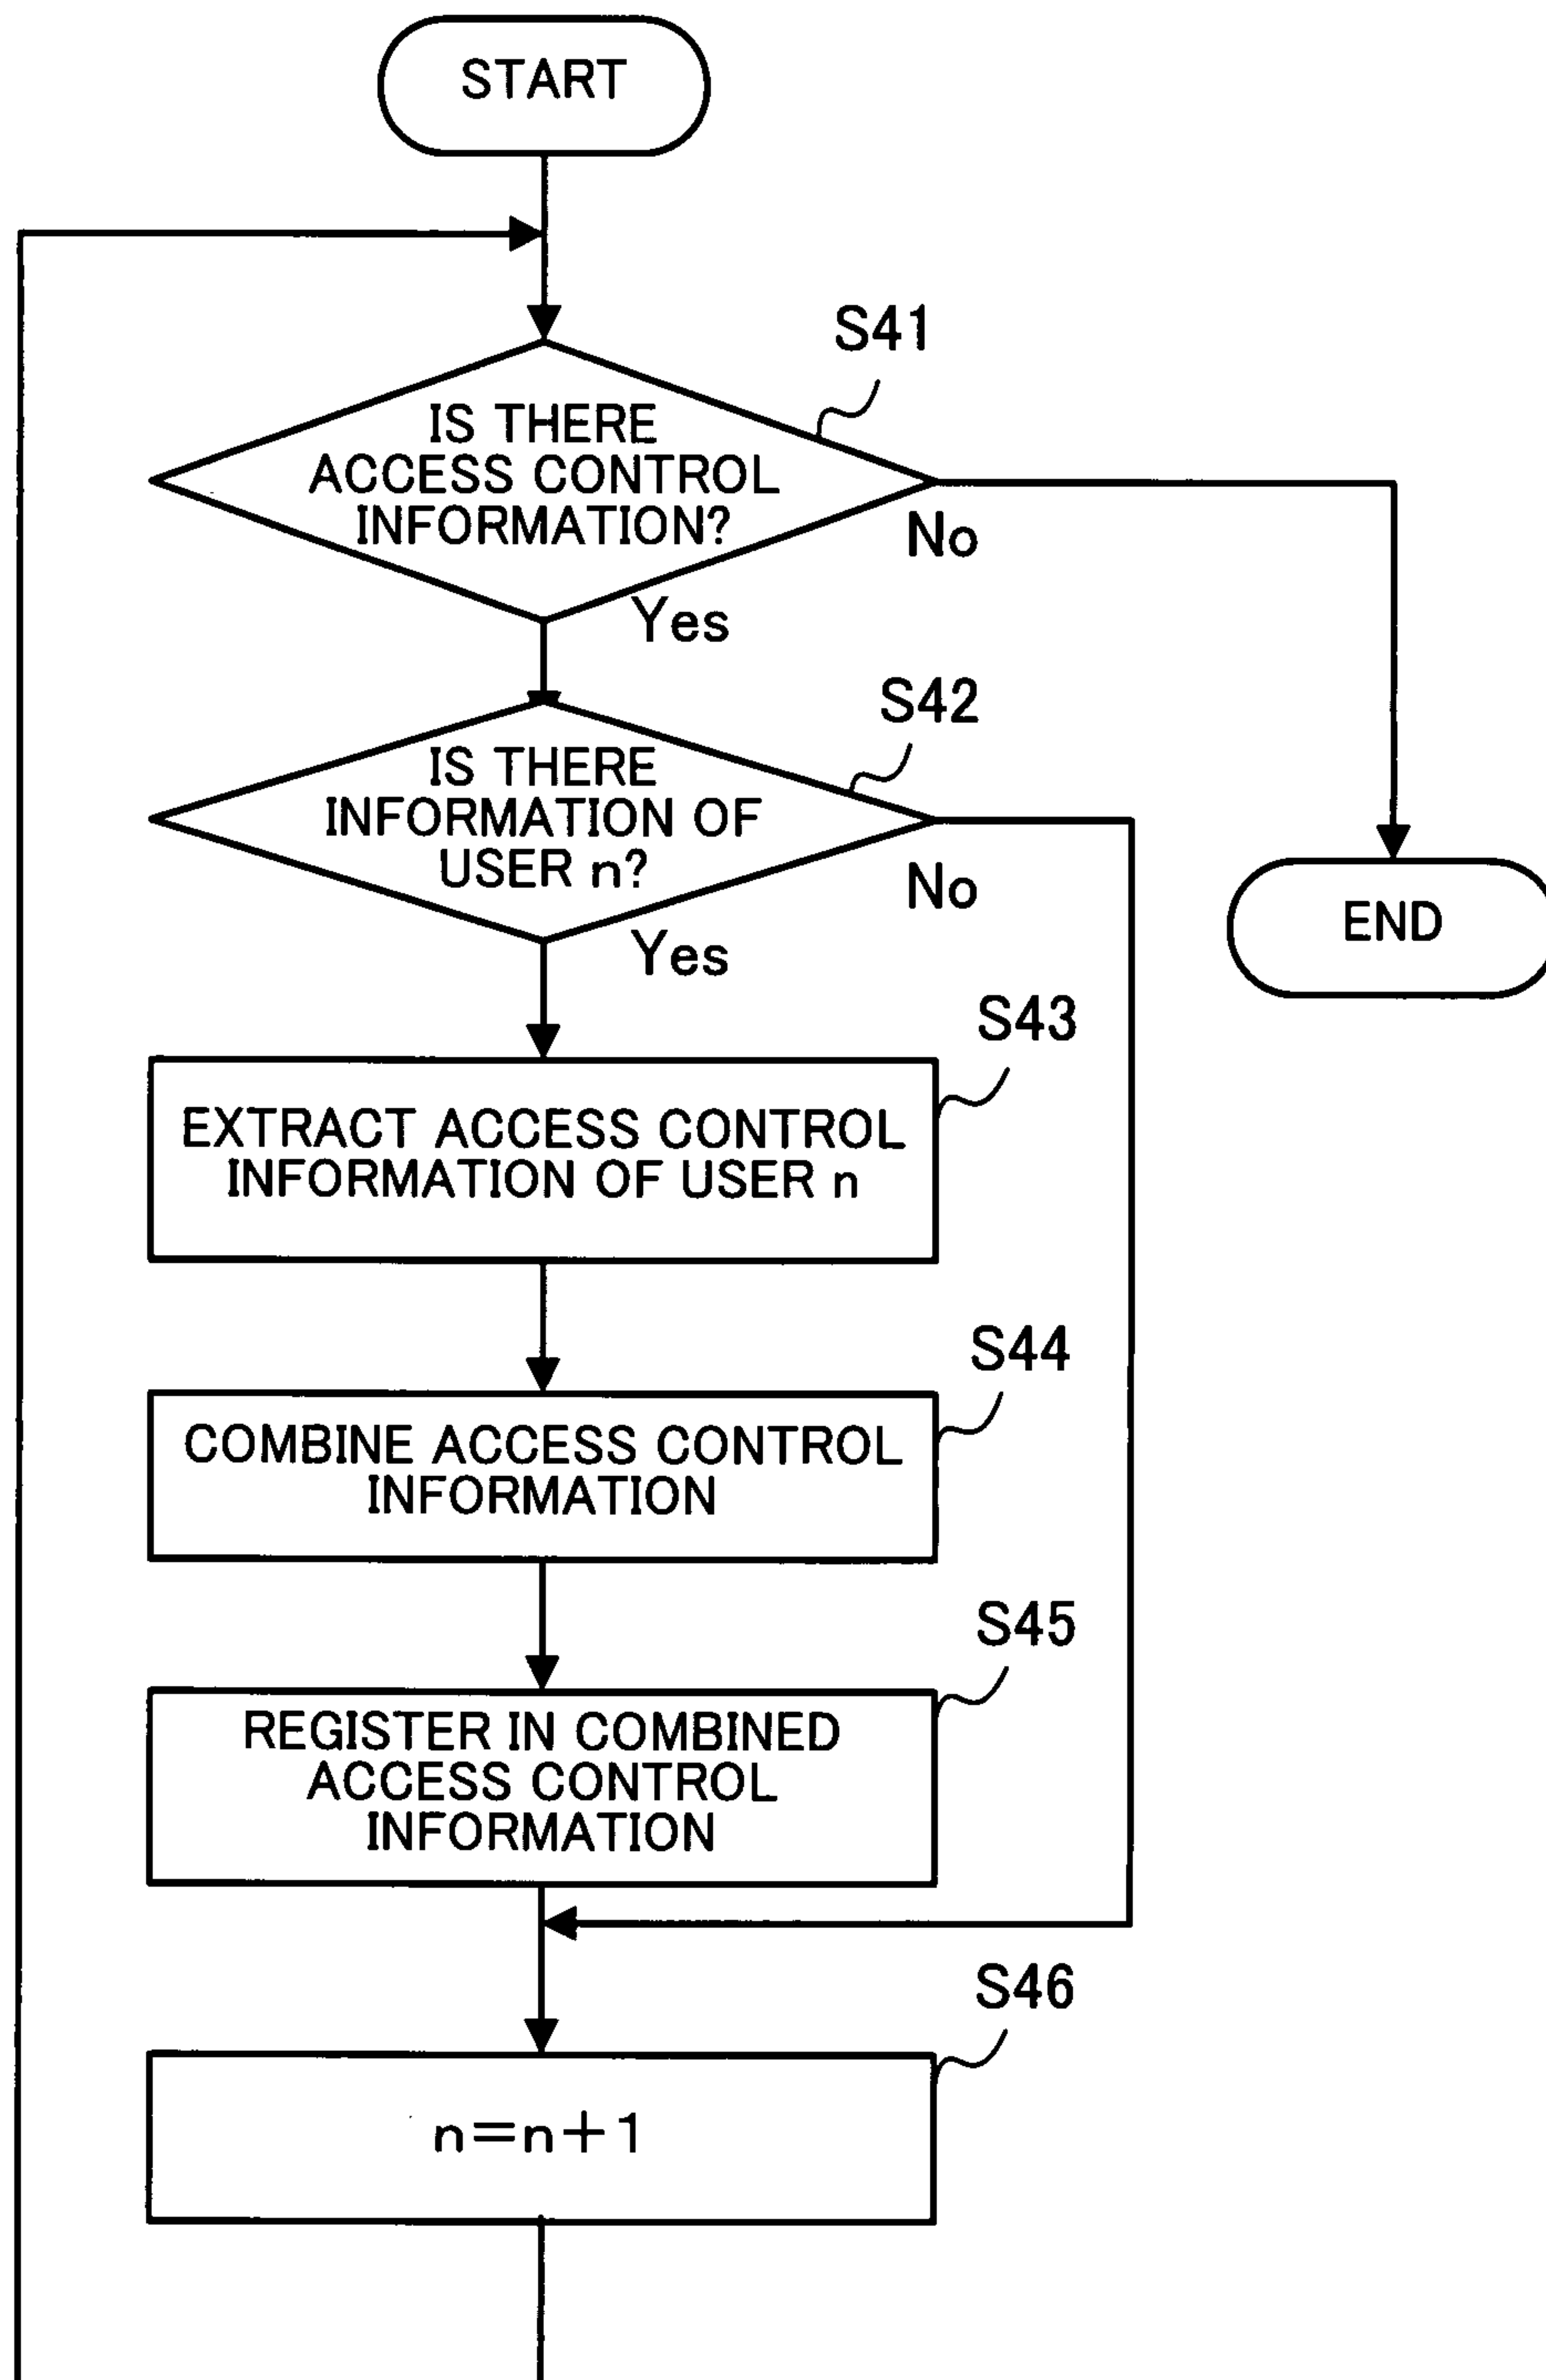 START
S41
IS THERE
ACCESS CONTROL
INFORMATION?
No
Yes
S42
IS THERE
INFORMATION OF
USER n?
No
Yes
END
S43
EXTRACT ACCESS CONTROL
INFORMATION OF USER n
S44
COMBINE ACCESS CONTROL
INFORMATION
S45
REGISTER IN COMBINED
ACCESS CONTROL
INFORMATION
S46
n=n+1